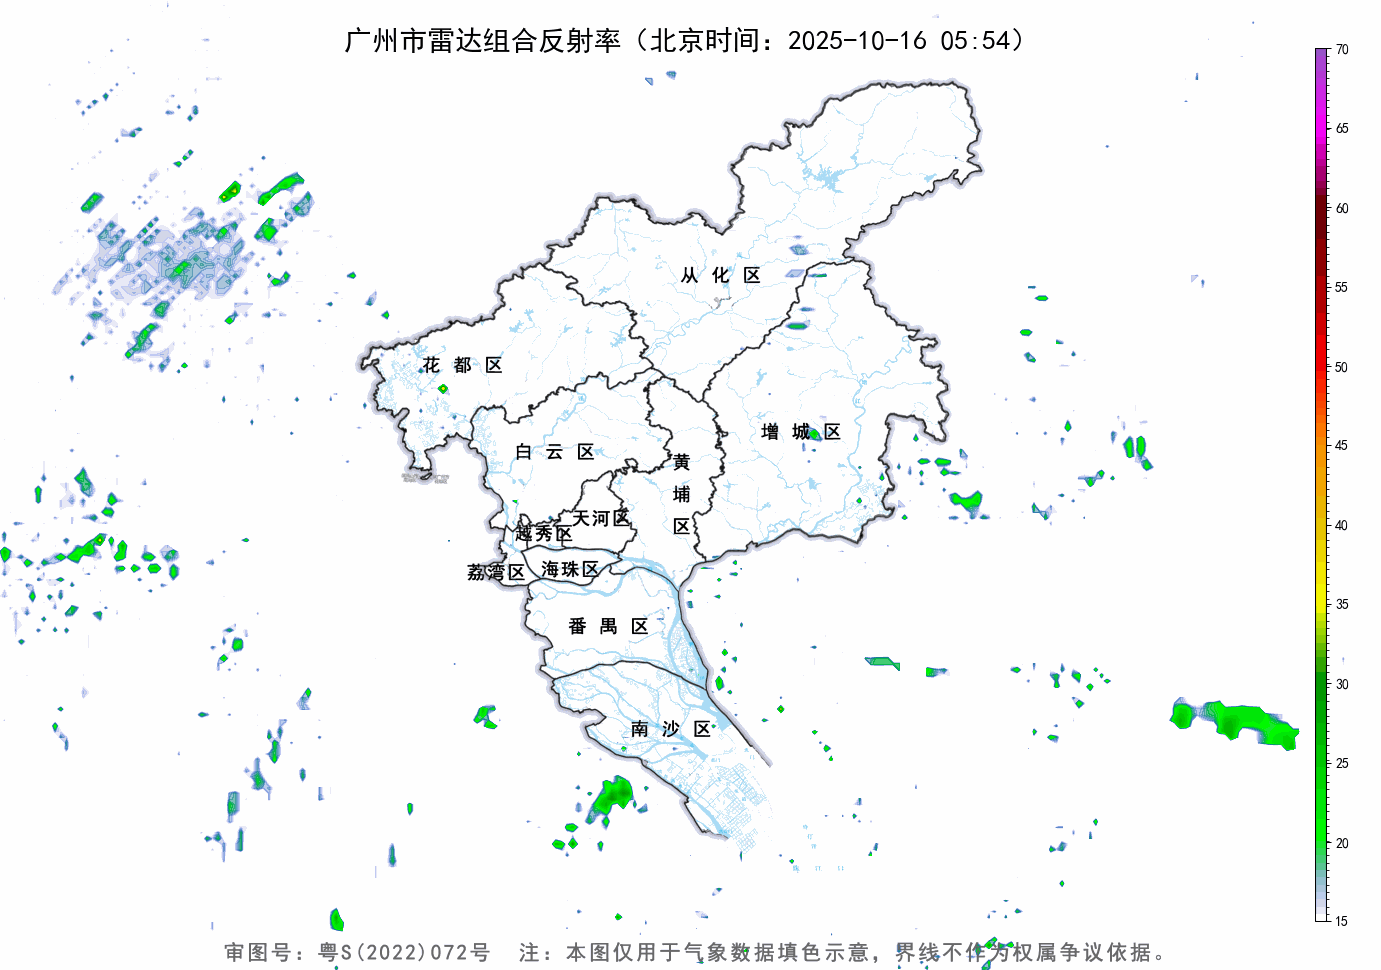 广州市雷达组合反射率（北京时间：2025-10-16 05:54）
70
65
60
55
50
45
40
35
30
25
20
15
从化区
花都区
增城区
白云区
黄埔区
天河区
越秀区
荔湾区
海珠区
番禺区
南沙区
审图号：粤S(2022)072号 注：本图仅用于气象数据填色示意，界线不作为权属争议依据。